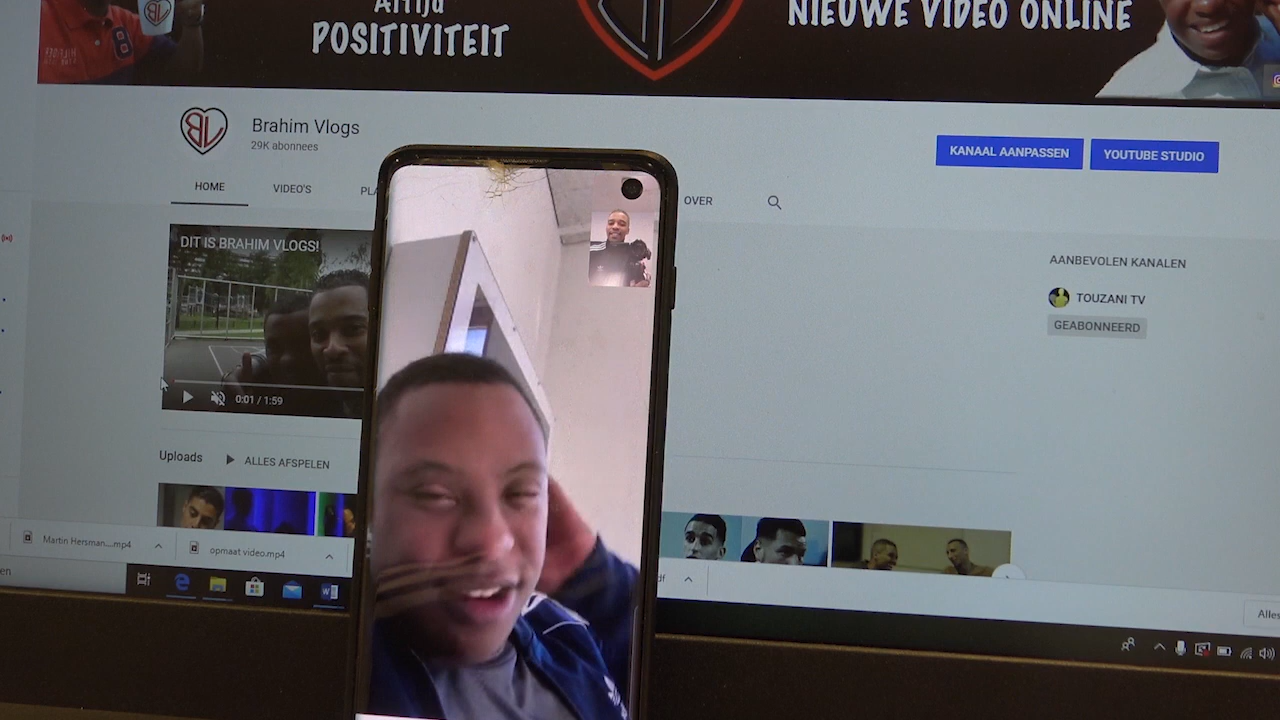 Altijd
POSITIVITEIT
NIEUWE VIDEO ONLINE
Brahim Vlogs
29K abonnees
KANAAL AANPASSEN
YOUTUBE STUDIO
HOME
VIDEO'S
OVER
DIT IS BRAHIM VLOGS!
0:01 / 1:59
AANBEVOLEN KANALEN
TOUZANI TV
GEABONNEERD
Uploads
ALLES AFSPELEN
Martin Hersman....mp4
opmaat video.mp4